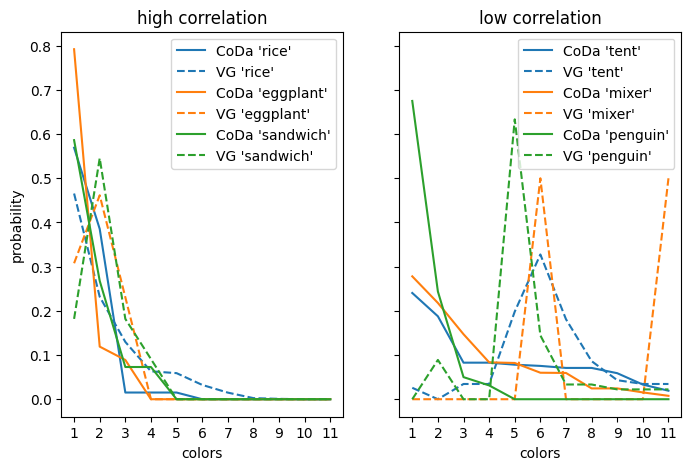 high correlation
low correlation
probability
0.8
0.7
0.6
0.5
0.4
0.3
0.2
0.1
0.0
CoDa 'rice'
VG 'rice'
CoDa 'eggplant'
VG 'eggplant'
CoDa 'sandwich'
VG 'sandwich'
1 2 3 4 5 6 7 8 9 10 11
colors
CoDa 'tent'
VG 'tent'
CoDa 'mixer'
VG 'mixer'
CoDa 'penguin'
VG 'penguin'
1 2 3 4 5 6 7 8 9 10 11
colors